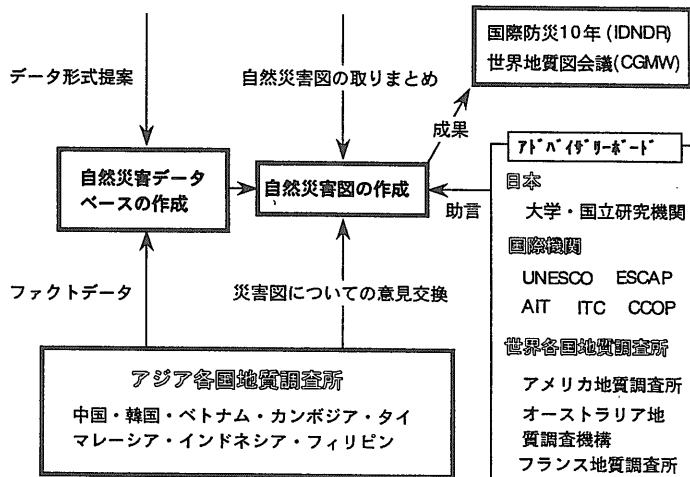 国際防災10年 (IDNDR)
世界地質図会議(CGMW)
データ形式提案
自然災害図の取りまとめ
成果
自然災害データ
ベースの作成
自然災害図の作成
助言
ｱﾄﾞﾊﾞｲｻﾞﾘｰﾎﾞｰﾄﾞ
日本
大学・国立研究機関
国際機関
UNESCO ESCAP
AIT ITC CCOP
世界各国地質調査所
アメリカ地質調査所
オーストラリア地
質調査機構
フランス地質調査所
ファクトデータ
災害図についての意見交換
アジア各国地質調査所
中国・韓国・ベトナム・カンボジア・タイ
マレーシア・インドネシア・フィリピン